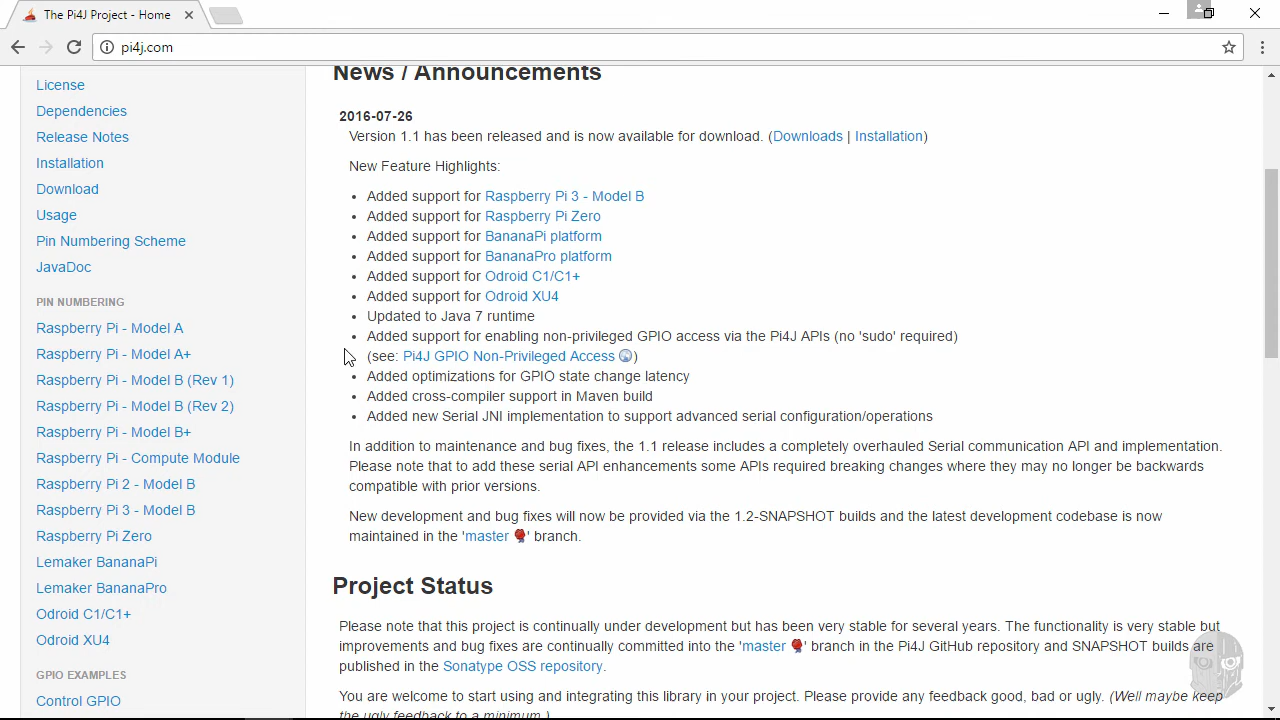 The Pi4J Project - Home
pi4j.com
License
Dependencies
Release Notes
Installation
Download
Usage
Pin Numbering Scheme
JavaDoc
PIN NUMBERING
Raspberry Pi - Model A
Raspberry Pi - Model A+
Raspberry Pi - Model B (Rev 1)
Raspberry Pi - Model B (Rev 2)
Raspberry Pi - Model B+
Raspberry Pi - Compute Module
Raspberry Pi 2 - Model B
Raspberry Pi 3 - Model B
Raspberry Pi Zero
Lemaker BananaPi
Lemaker BananaPro
Odroid C1/C1+
Odroid XU4
GPIO EXAMPLES
Control GPIO
News / Announcements
2016-07-26
Version 1.1 has been released and is now available for download. (Downloads | Installation)
New Feature Highlights:
• Added support for Raspberry Pi 3 - Model B
• Added support for Raspberry Pi Zero
• Added support for BananaPi platform
• Added support for BananaPro platform
• Added support for Odroid C1/C1+
• Added support for Odroid XU4
• Updated to Java 7 runtime
• Added support for enabling non-privileged GPIO access via the Pi4J APIs (no 'sudo' required)
(see: Pi4J GPIO Non-Privileged Access )
• Added optimizations for GPIO state change latency
• Added cross-compiler support in Maven build
• Added new Serial JNI implementation to support advanced serial configuration/operations
In addition to maintenance and bug fixes, the 1.1 release includes a completely overhauled Serial communication API and implementation.
Please note that to add these serial API enhancements some APIs required breaking changes where they may no longer be backwards
compatible with prior versions.
New development and bug fixes will now be provided via the 1.2-SNAPSHOT builds and the latest development codebase is now
maintained in the 'master ' branch.
Project Status
Please note that this project is continually under development but has been very stable for several years. The functionality is very stable but
improvements and bug fixes are continually committed into the 'master ' branch in the Pi4J GitHub repository and SNAPSHOT builds are
published in the Sonatype OSS repository.
You are welcome to start using and integrating this library in your project. Please provide any feedback good, bad or ugly. (Well maybe keep
the ugly feedback to a minimum.)